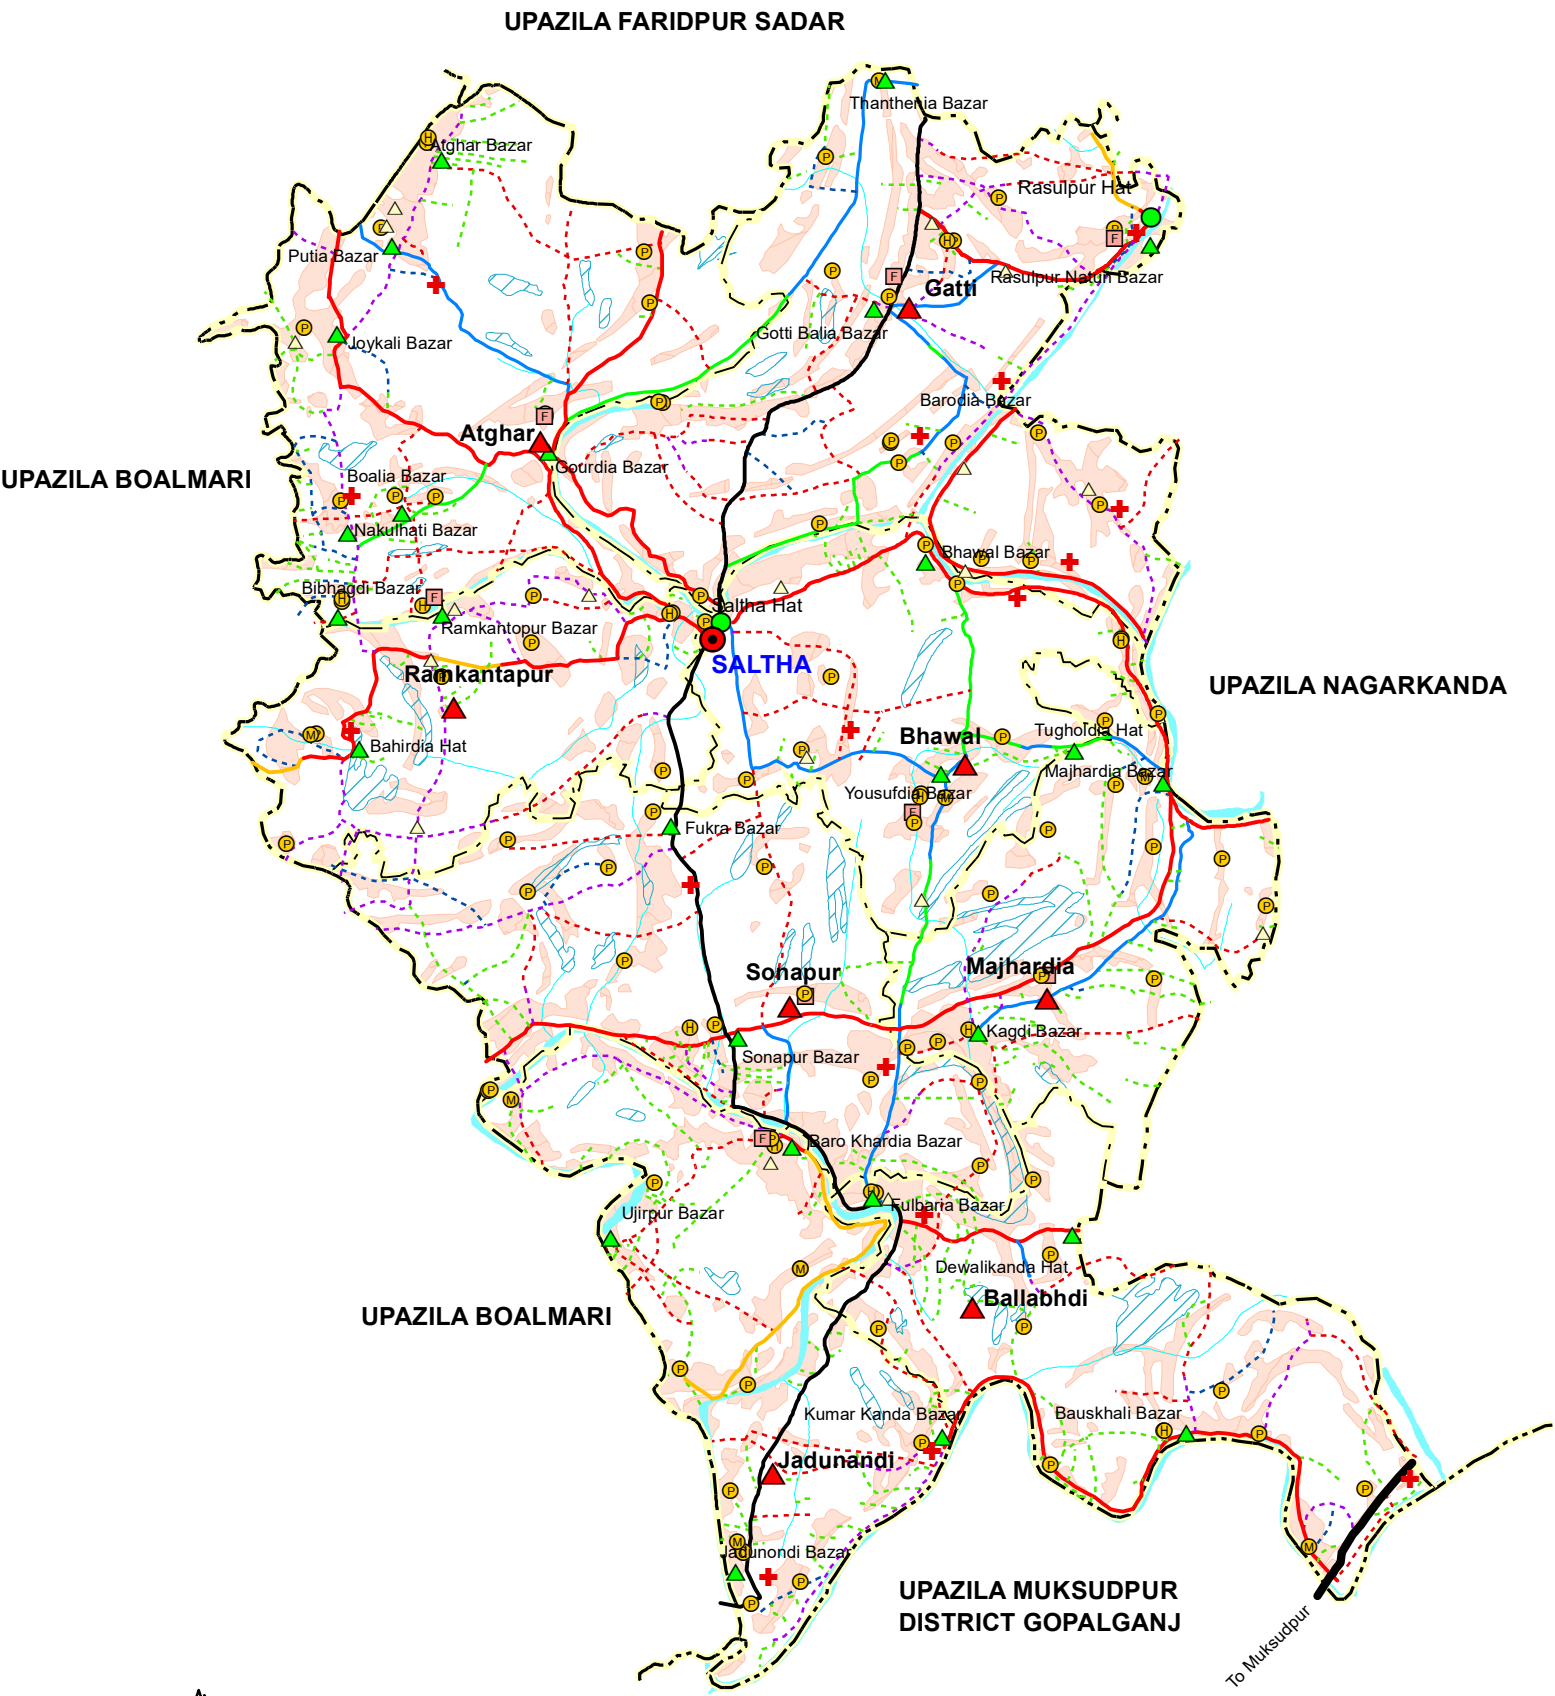 UPAZILA FARIDPUR SADAR
Thanthenia Bazar
Atghar Bazar
Rasulpur Hat
Putia Bazar
Rasulpur Natun Bazar
Gatti
Gotti Balia Bazar
Joykali Bazar
Barodia Bazar
Atghar
Gourdia Bazar
UPAZILA BOALMARI
Boalia Bazar
Nakulhati Bazar
Bhawal Bazar
Bibhagdi Bazar
Saltha Hat
Ramkantopur Bazar
SALTHA
Ramkantapur
UPAZILA NAGARKANDA
Bahirdia Hat
Bhawal
Tugholdia Hat
Majhardia Bazar
Yousufdia Bazar
Fukra Bazar
Sonapur
Majhardia
Kagdi Bazar
Sonapur Bazar
Baro Khardia Bazar
Fulbaria Bazar
Ujirpur Bazar
Dewalikanda Hat
Ballabhdi
UPAZILA BOALMARI
Kumar Kanda Bazar
Bauskhali Bazar
Jadunandi
Jadunondi Bazar
UPAZILA MUKSUDPUR
DISTRICT GOPALGANJ
To Muksudpur